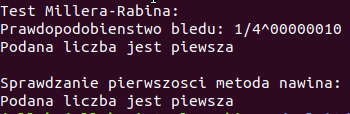 Test Millera-Rabina:
Prawdopodobienstwo bledu: 1/4^00000010
Podana liczba jest piewsza
Sprawdzanie pierwszosci metoda nawina:
Podana liczba jest piewsza